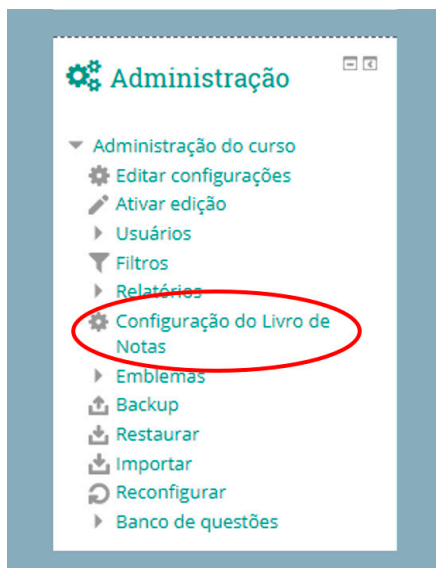 Administração
Administração do curso
Editar configurações
Ativar edição
Usuários
Filtros
Relatórios
Configuração do Livro de
Notas
Emblemas
Backup
Restaurar
Importar
Reconfigurar
Banco de questões